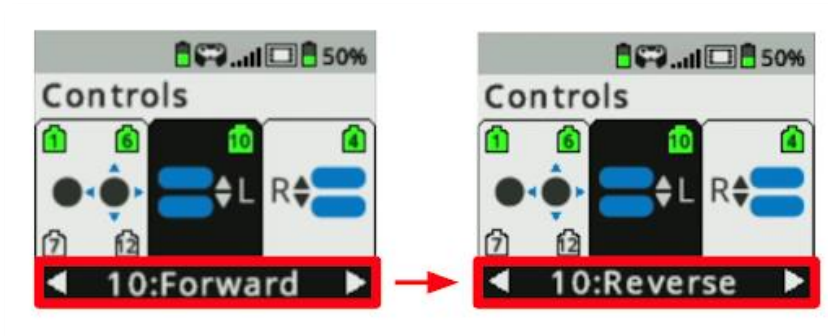 50%
Controls
1 6 10 4
L R
7 12
10:Forward
50%
Controls
1 6 10 4
L R
7 12
10:Reverse